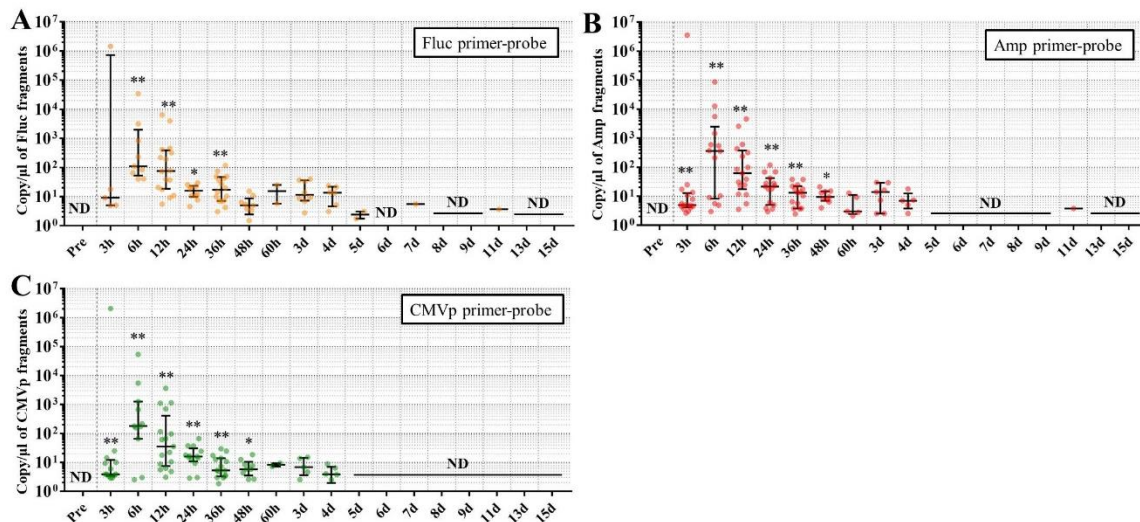 A
Fluc primer-probe
Copy/μl of Fluc fragments
10⁷
10⁶
10⁵
10⁴
10³
10²
10¹
10⁰
** ** * **
ND ND ND ND
Pre 3h 6h 12h 24h 36h 48h 60h 3d 4d 5d 6d 7d 8d 9d 11d 13d 15d
B
Amp primer-probe
Copy/μl of Amp fragments
10⁷
10⁶
10⁵
10⁴
10³
10²
10¹
10⁰
** ** ** ** ** *
ND ND ND
Pre 3h 6h 12h 24h 36h 48h 60h 3d 4d 5d 6d 7d 8d 9d 11d 13d 15d
C
CMVp primer-probe
Copy/μl of CMVp fragments
10⁷
10⁶
10⁵
10⁴
10³
10²
10¹
10⁰
** ** ** ** ** *
ND ND
Pre 3h 6h 12h 24h 36h 48h 60h 3d 4d 5d 6d 7d 8d 9d 11d 13d 15d